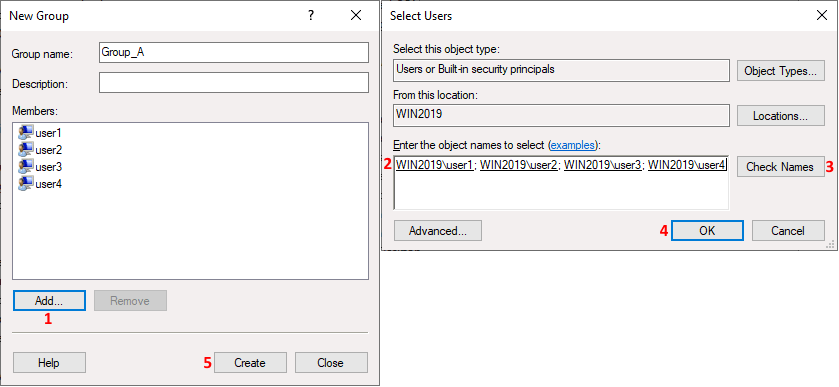 New Group
?
Group name:
Group_A
Description:
Members:
user1
user2
user3
user4
Add...
Remove
1
Help
5
Create
Close
Select Users
Select this object type:
Users or Built-in security principals
Object Types...
From this location:
WIN2019
Locations...
Enter the object names to select (examples):
2
WIN2019\user1; WIN2019\user2; WIN2019\user3; WIN2019\user4
Check Names
3
Advanced...
4
OK
Cancel